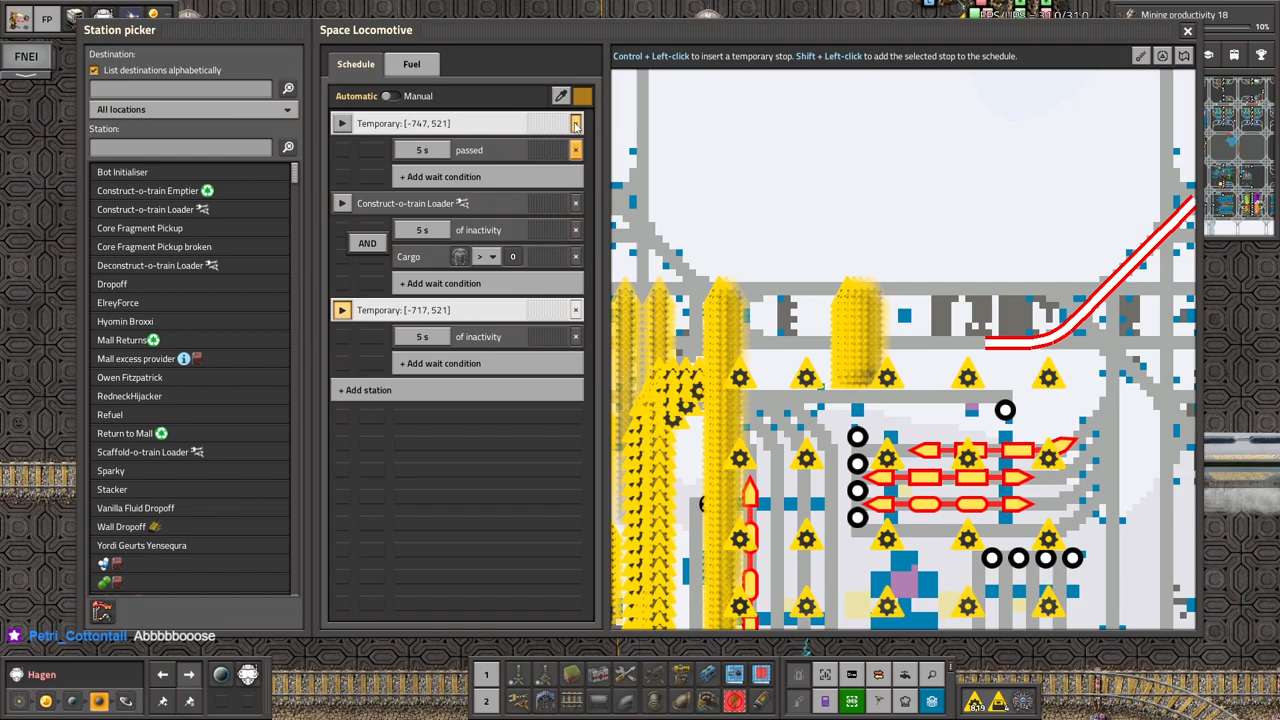 FP
Station picker
Space Locomotive
Mining productivity 18
10%
FNEI
Destination:
List destinations alphabetically
All locations
Station:
Bot Initialiser
Construct-o-train Emptier
Construct-o-train Loader
Core Fragment Pickup
Core Fragment Pickup broken
Deconstruct-o-train Loader
Dropoff
ElreyForce
Hyomin Broxxi
Mall Returns
Mall excess provider
Owen Fitzpatrik
RedneckHijacker
Refuel
Return to Mall
Scaffold-o-train Loader
Sparky
Stacker
Vanilla Fluid Dropoff
Wall Dropoff
Yordi Geurts Yensequra
Schedule
Fuel
Automatic
Manual
Temporary: [-747, 521]
5 s passed
+ Add wait condition
Construct-o-train Loader
5 s of inactivity
AND
Cargo > 0
+ Add wait condition
Temporary: [-717, 521]
5 s of inactivity
+ Add wait condition
+ Add station
Control + Left-click to insert a temporary stop. Shift + Left-click to add the selected stop to the schedule.
Petri_Cottontail Abbbbbooose
Hagen
1
2
819